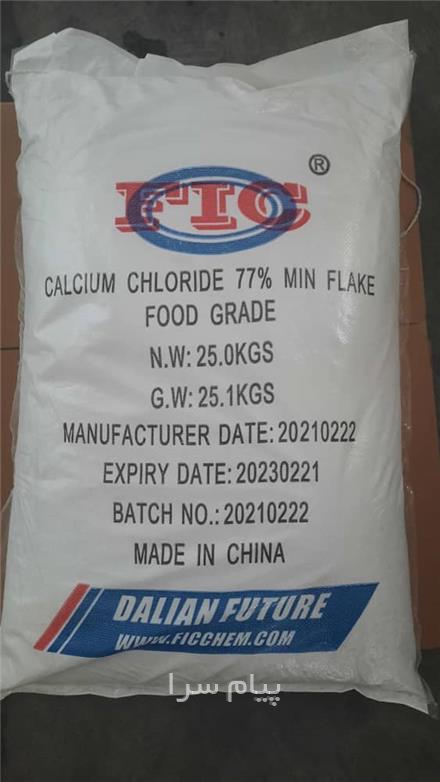 FIC ®
CALCIUM CHLORIDE 77% MIN FLAKE
FOOD GRADE
N.W: 25.0KGS
G.W: 25.1KGS
MANUFACTURER DATE: 20210222
EXPIRY DATE: 20230221
BATCH NO.: 20210222
MADE IN CHINA
DALIAN FUTURE
WWW.FICCHEM.COM
پیام سرا